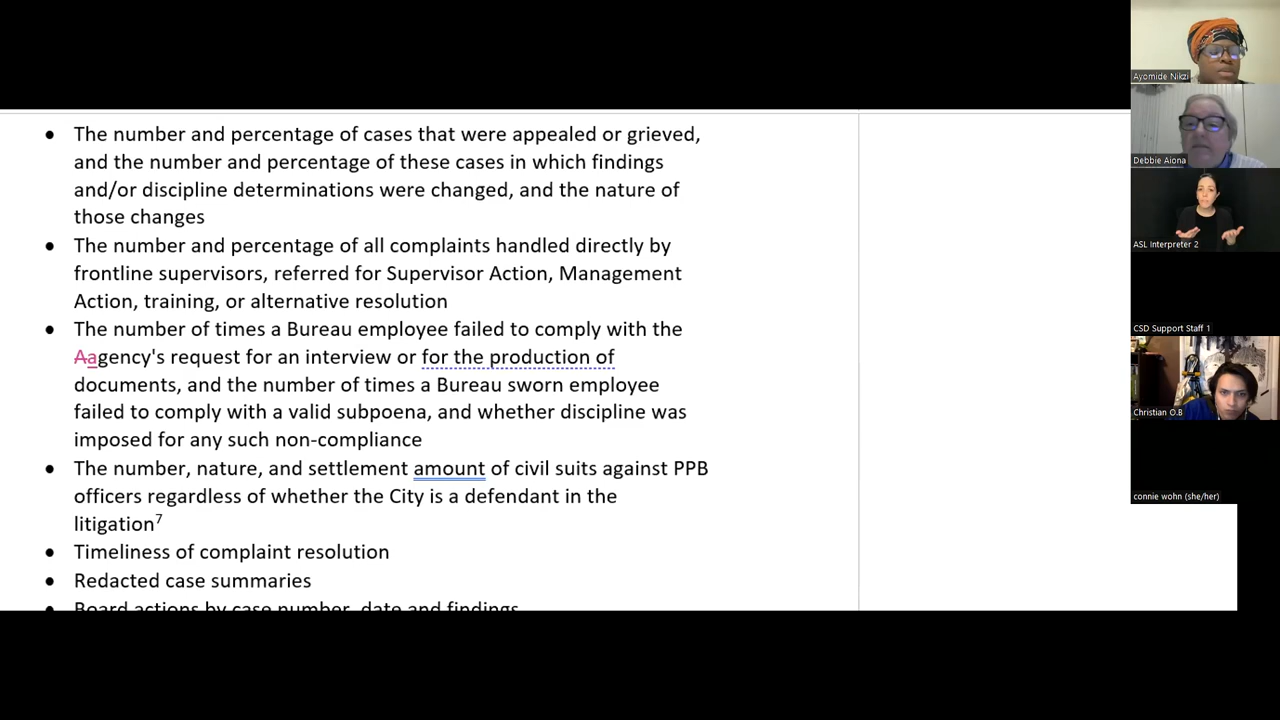 • The number and percentage of cases that were appealed or grieved,
and the number and percentage of these cases in which findings
and/or discipline determinations were changed, and the nature of
those changes
• The number and percentage of all complaints handled directly by
frontline supervisors, referred for Supervisor Action, Management
Action, training, or alternative resolution
• The number of times a Bureau employee failed to comply with the
Aagency's request for an interview or for the production of
documents, and the number of times a Bureau sworn employee
failed to comply with a valid subpoena, and whether discipline was
imposed for any such non-compliance
• The number, nature, and settlement amount of civil suits against PPB
officers regardless of whether the City is a defendant in the
litigation⁷
• Timeliness of complaint resolution
• Redacted case summaries
• Board actions by case number, date and findings
Ayomide Nikzi
Debbie Aiona
ASL Interpreter 2
CSD Support Staff 1
Christian O.B
connie wohn (she/her)